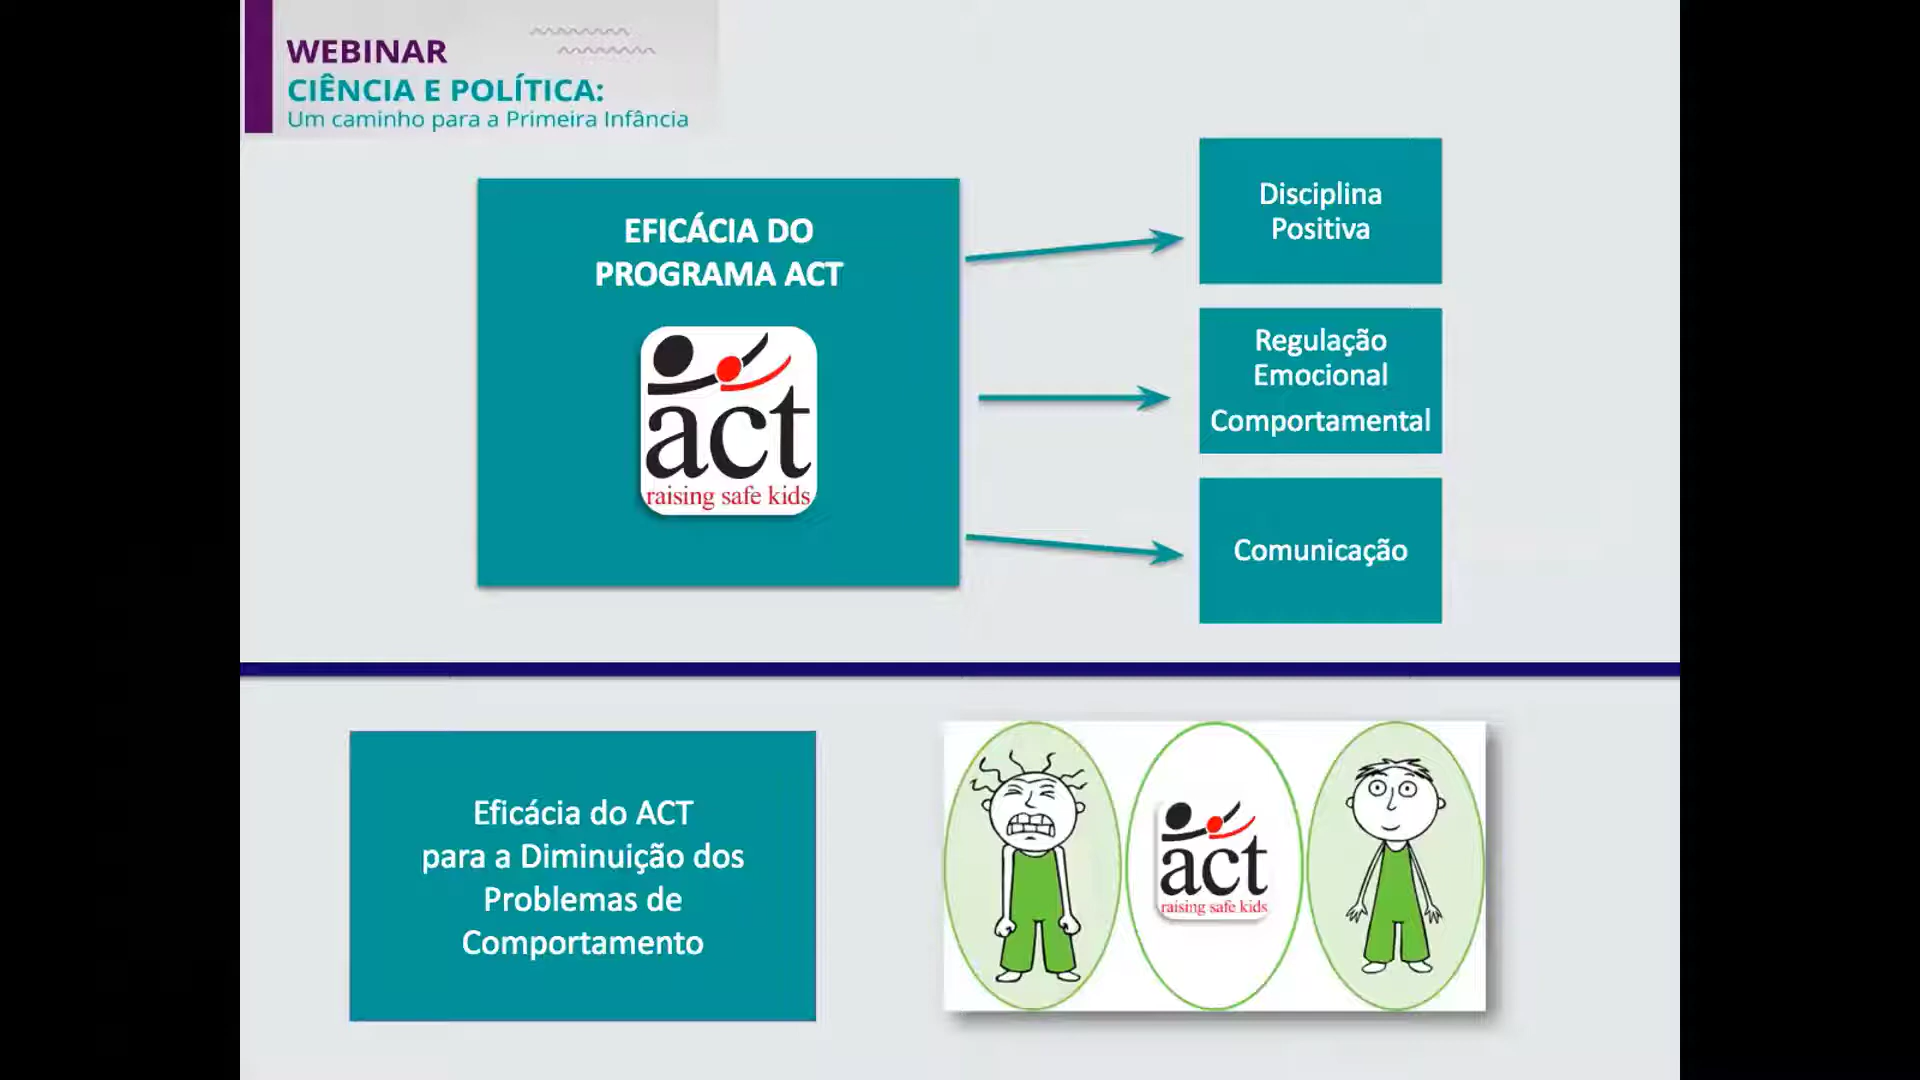 WEBINAR
CIÊNCIA E POLÍTICA:
Um caminho para a Primeira Infância
EFICÁCIA DO
PROGRAMA ACT
act
raising safe kids
Disciplina
Positiva
Regulação
Emocional
Comportamental
Comunicação
Eficácia do ACT
para a Diminuição dos
Problemas de
Comportamento
act
raising safe kids